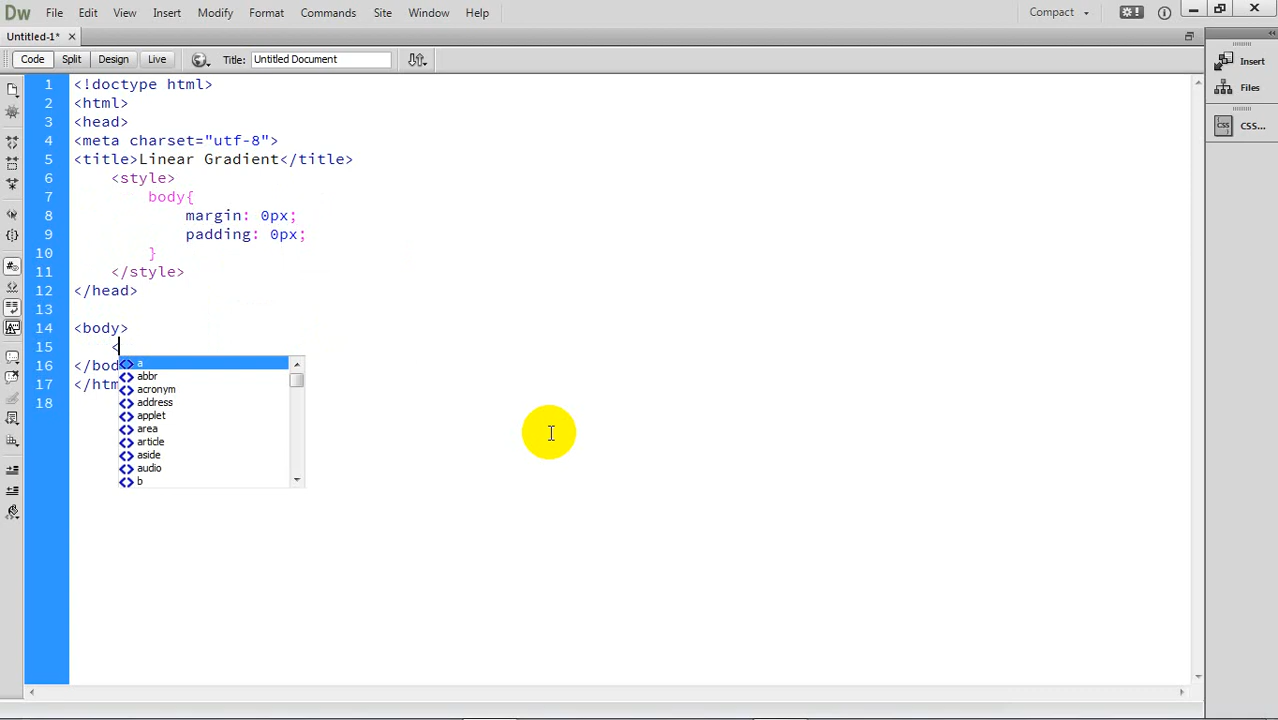 Dw File Edit View Insert Modify Format Commands Site Window Help Compact
Untitled-1*
Code Split Design Live Title: Untitled Document
Insert
Files
CSS...
1 <!doctype html>
2 <html>
3 <head>
4 <meta charset="utf-8">
5 <title>Linear Gradient</title>
6 <style>
7 body{
8 margin: 0px;
9 padding: 0px;
10 }
11 </style>
12 </head>
13
14 <body>
15 <
16 </bod
17 </htm
18
a
abbr
acronym
address
applet
area
article
aside
audio
b